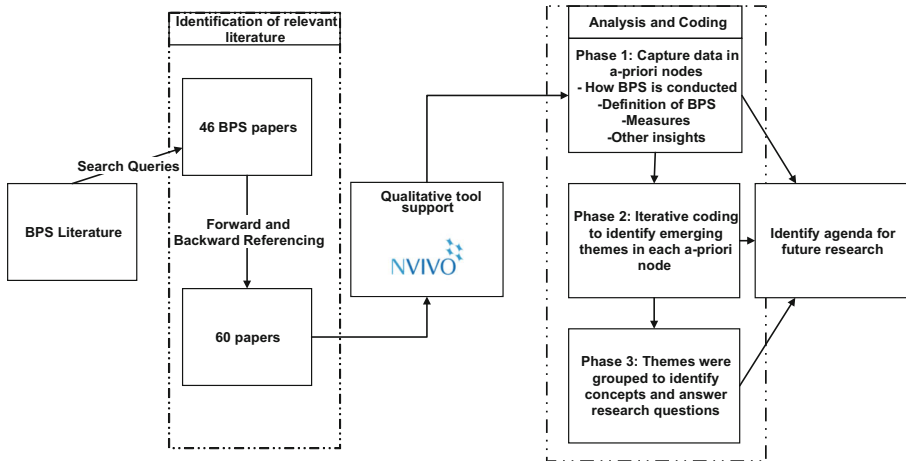 BPS Literature
Search Queries
Identification of relevant
literature
46 BPS papers
Forward and
Backward Referencing
60 papers
Qualitative tool
support
NVIVO
Analysis and Coding
Phase 1: Capture data in
a-priori nodes
- How BPS is conducted
-Definition of BPS
-Measures
-Other insights
Phase 2: Iterative coding
to identify emerging
themes in each a-priori
node
Phase 3: Themes were
grouped to identify
concepts and answer
research questions
Identify agenda for
future research